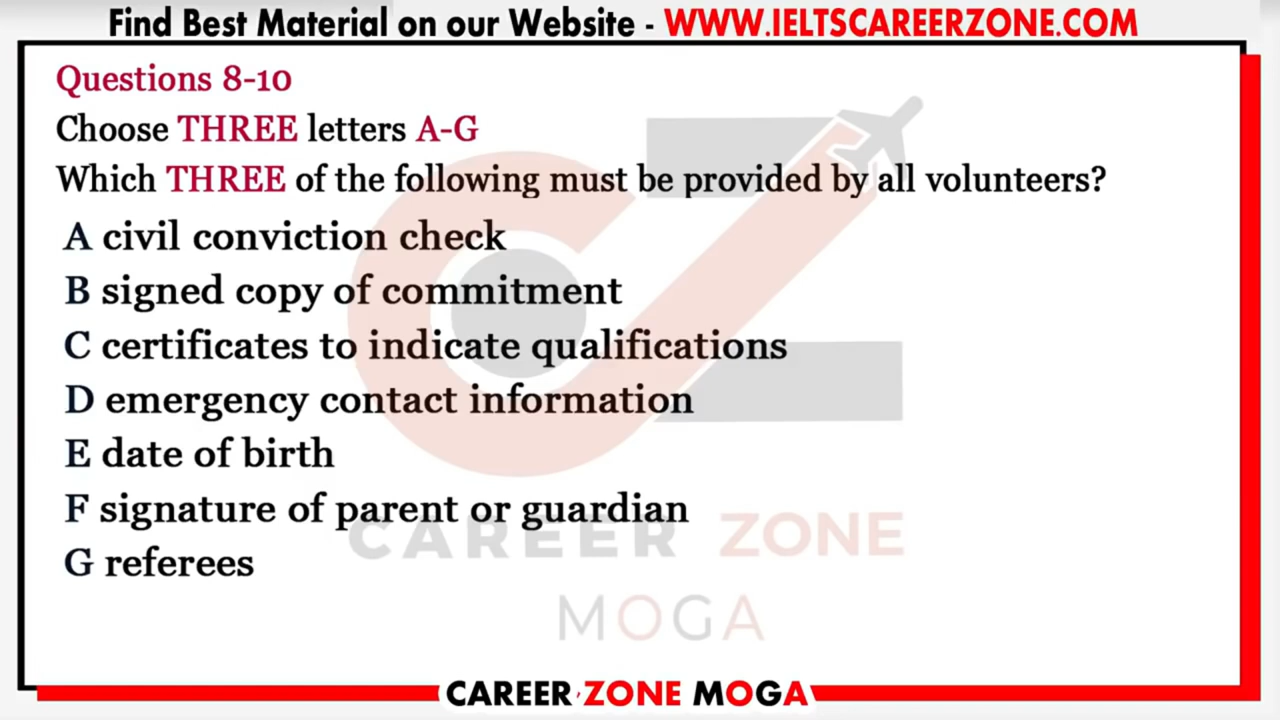 Find Best Material on our Website - WWW.IELTSCAREERZONE.COM
Questions 8-10
Choose THREE letters A-G
Which THREE of the following must be provided by all volunteers?
A civil conviction check
B signed copy of commitment
C certificates to indicate qualifications
D emergency contact information
E date of birth
F signature of parent or guardian
CAREER ZONE
G referees
MOGA
CAREER ZONE MOGA